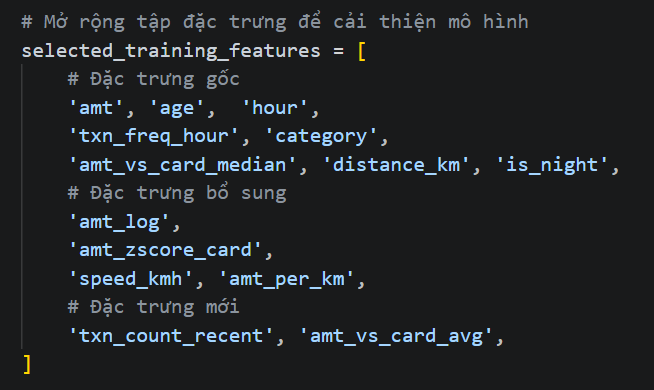 # Mở rộng tập đặc trưng để cải thiện mô hình
selected_training_features = [
# Đặc trưng gốc
'amt', 'age',  'hour',
'txn_freq_hour', 'category',
'amt_vs_card_median', 'distance_km', 'is_night',
# Đặc trưng bổ sung
'amt_log',
'amt_zscore_card',
'speed_kmh', 'amt_per_km',
# Đặc trưng mới
'txn_count_recent', 'amt_vs_card_avg',
]